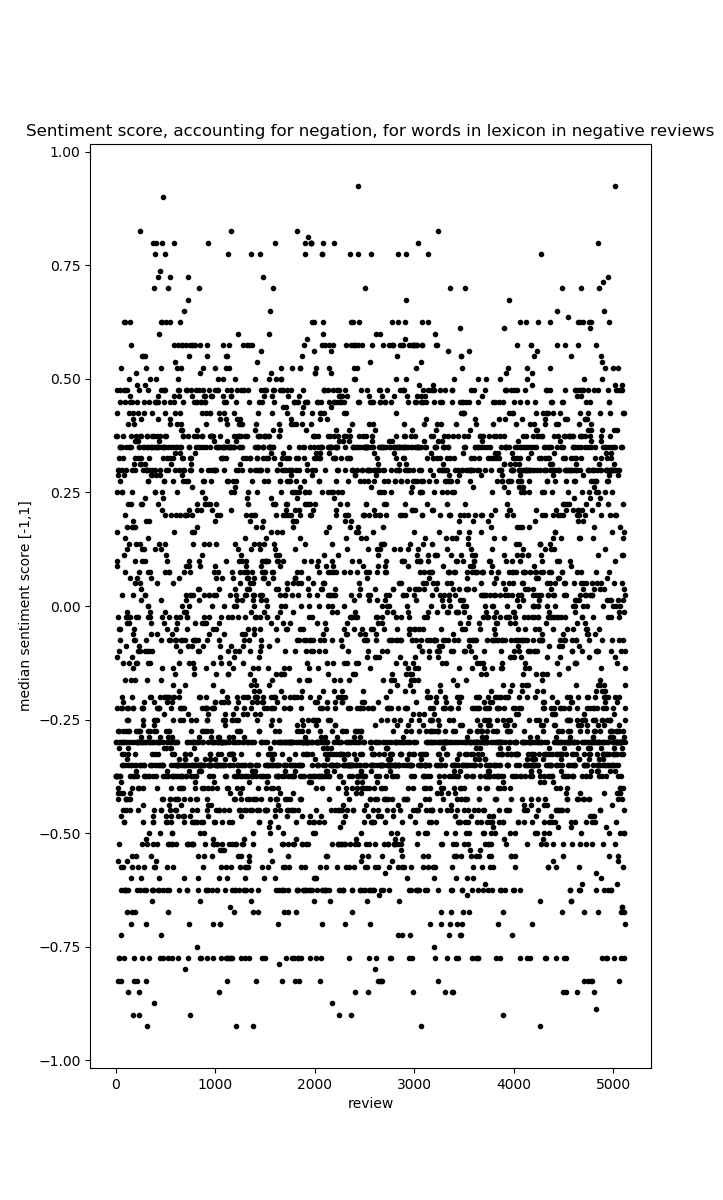 Sentiment score, accounting for negation, for words in lexicon in negative reviews
1.00
0.75
0.50
0.25
0.00
−0.25
−0.50
−0.75
−1.00
median sentiment score [-1,1]
0 1000 2000 3000 4000 5000
review